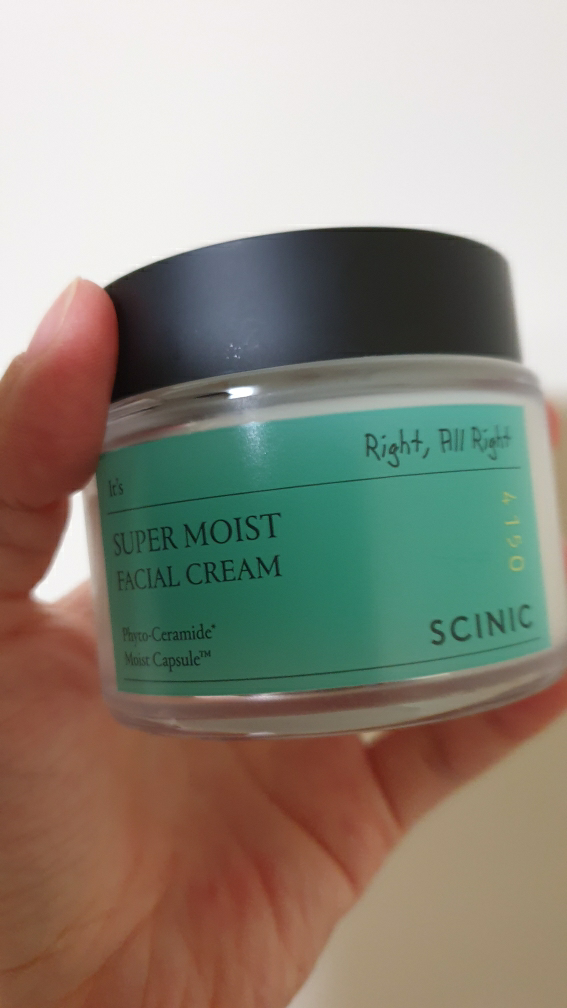 Right, All Right
It's
SUPER MOIST
FACIAL CREAM
Phyto-Ceramide*
Moist Capsule™
SCINIC